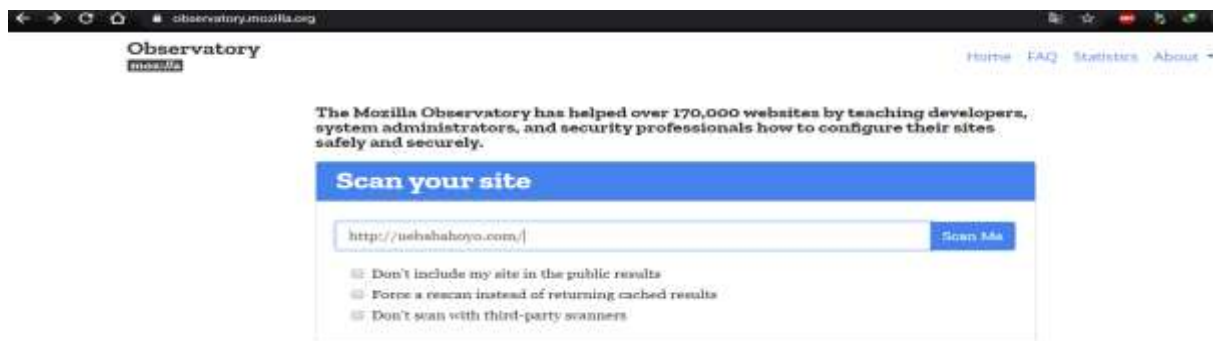 observatory.mozilla.org
Observatory
mozilla
Home FAQ Statistics About
The Mozilla Observatory has helped over 170,000 websites by teaching developers,
system administrators, and security professionals how to configure their sites
safely and securely.
Scan your site
http://uebabahoyo.com/
Scan Me
Don't include my site in the public results
Force a rescan instead of returning cached results
Don't scan with third-party scanners